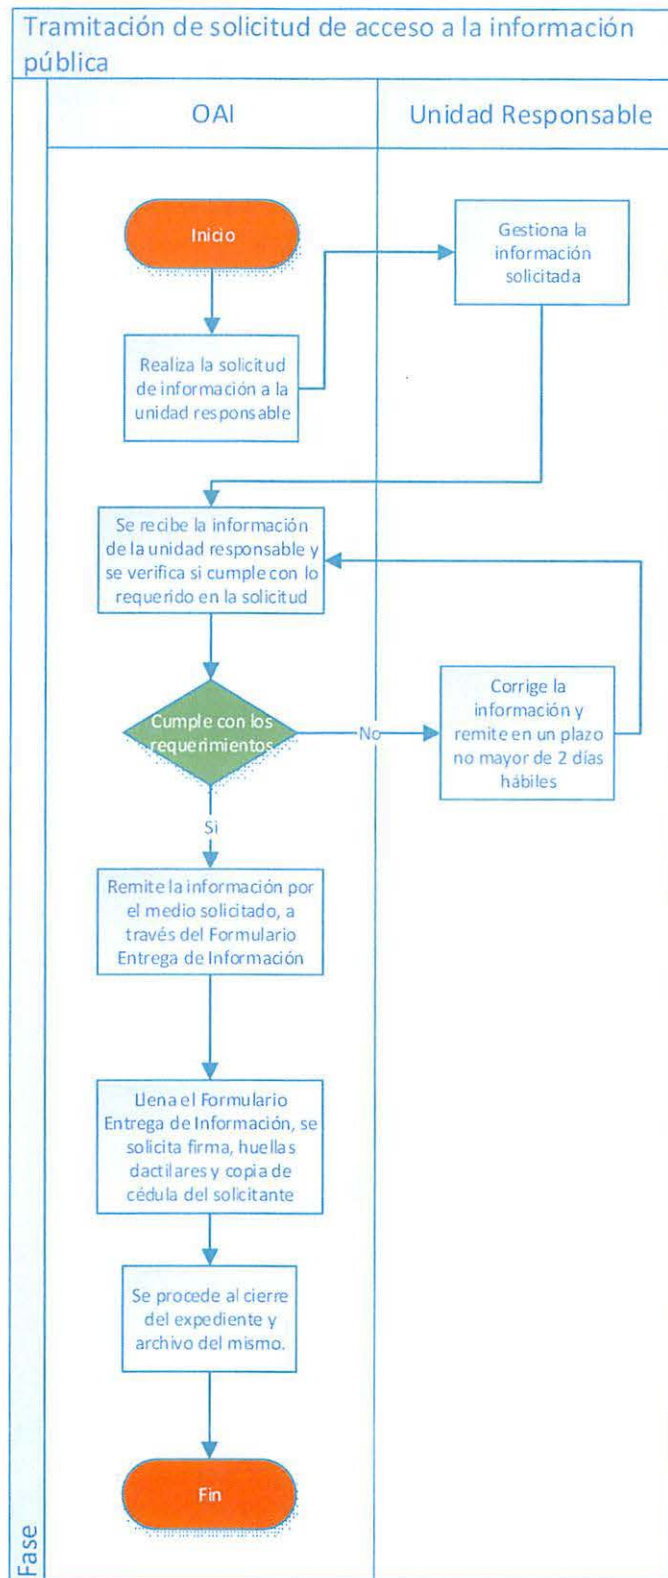 Tramitación de solicitud de acceso a la información
pública
OAI
Unidad Responsable
Inicio
Gestiona la
información
solicitada
Realiza la solicitud
de información a la
unidad responsable
Se recibe la información
de la unidad responsable y
se verifica si cumple con lo
requerido en la solicitud
Cumple con los
requerimientos
No
Corrige la
información y
remite en un plazo
no mayor de 2 días
hábiles
Si
Remite la información por
el medio solicitado, a
través del Formulario
Entrega de Información
Llena el Formulario
Entrega de Información, se
solicita firma, huellas
dactilares y copia de
cédula del solicitante
Se procede al cierre
del expediente y
archivo del mismo.
Fin
Fase